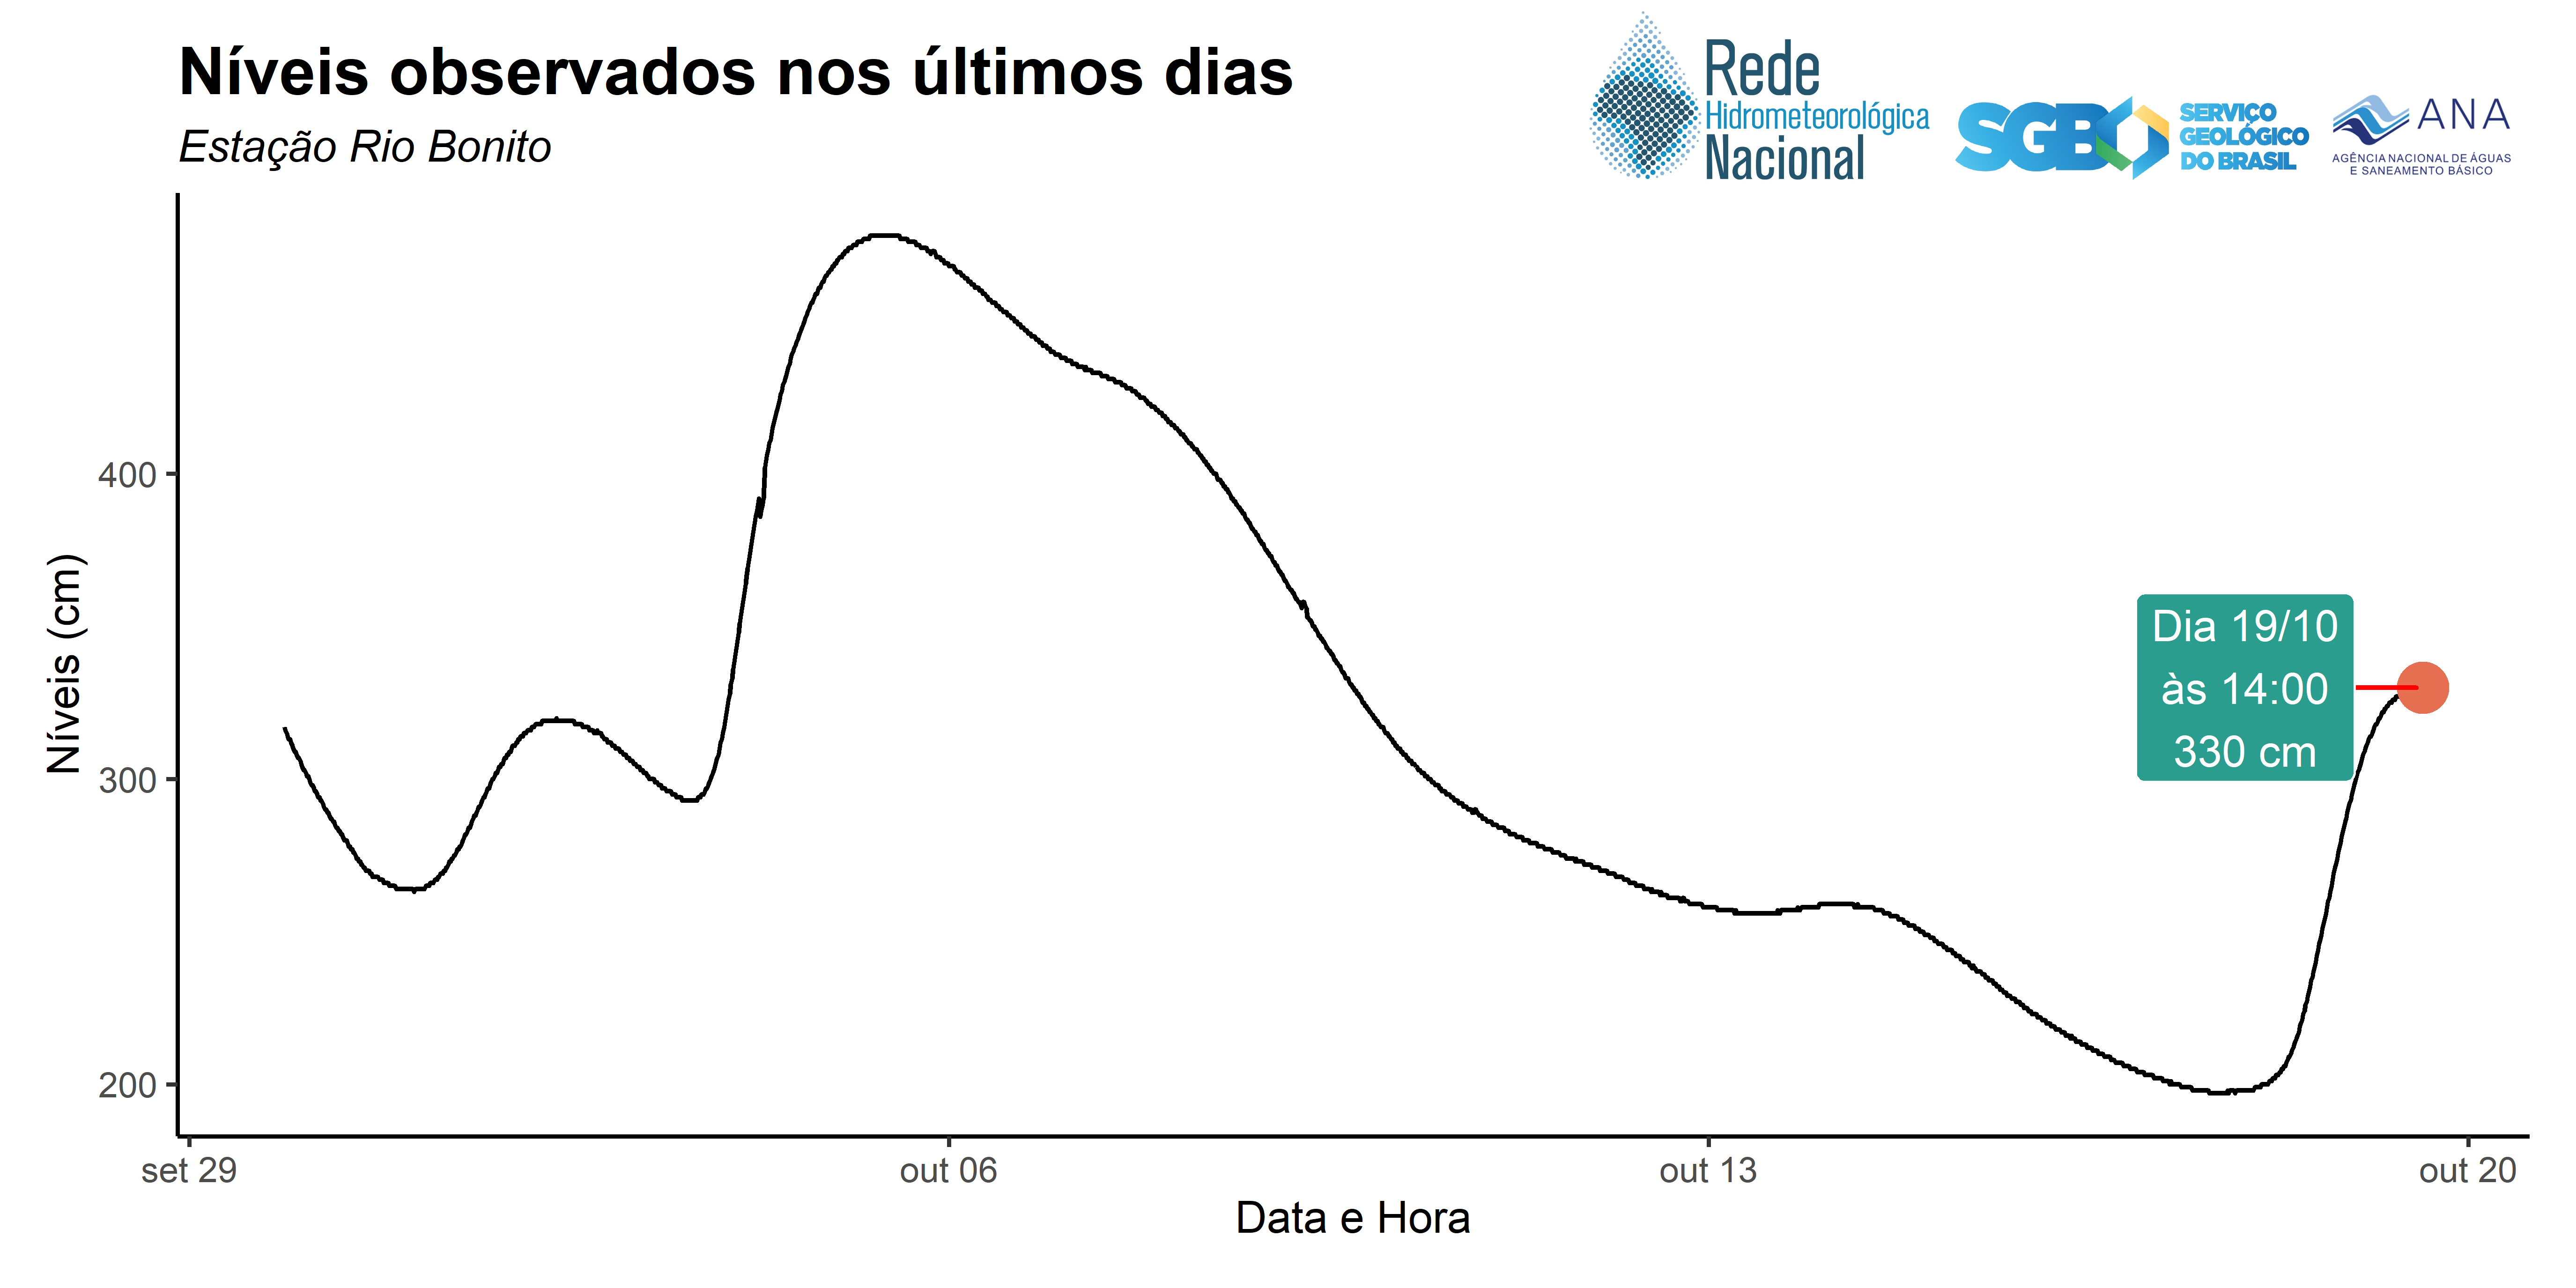 Níveis observados nos últimos dias
Estação Rio Bonito
Rede
Hidrometeorológica
Nacional
SGB
SERVIÇO
GEOLÓGICO
DO BRASIL
ANA
AGÊNCIA NACIONAL DE ÁGUAS
E SANEAMENTO BÁSICO
Níveis (cm)
400
300
200
Dia 19/10
às 14:00
330 cm
set 29
out 06
out 13
out 20
Data e Hora